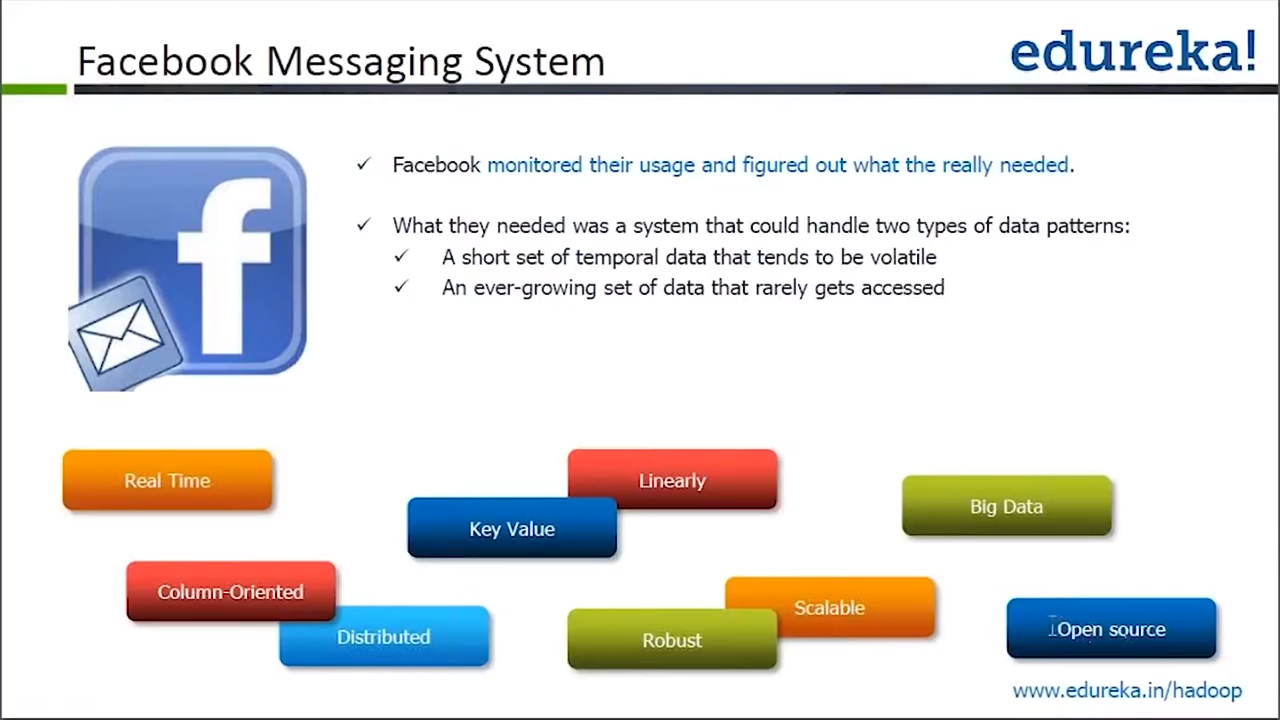 Facebook Messaging System
edureka!
Facebook monitored their usage and figured out what the really needed.
What they needed was a system that could handle two types of data patterns:
A short set of temporal data that tends to be volatile
An ever-growing set of data that rarely gets accessed
Real Time
Linearly
Big Data
Key Value
Column-Oriented
Scalable
Distributed
Robust
Open source
www.edureka.in/hadoop